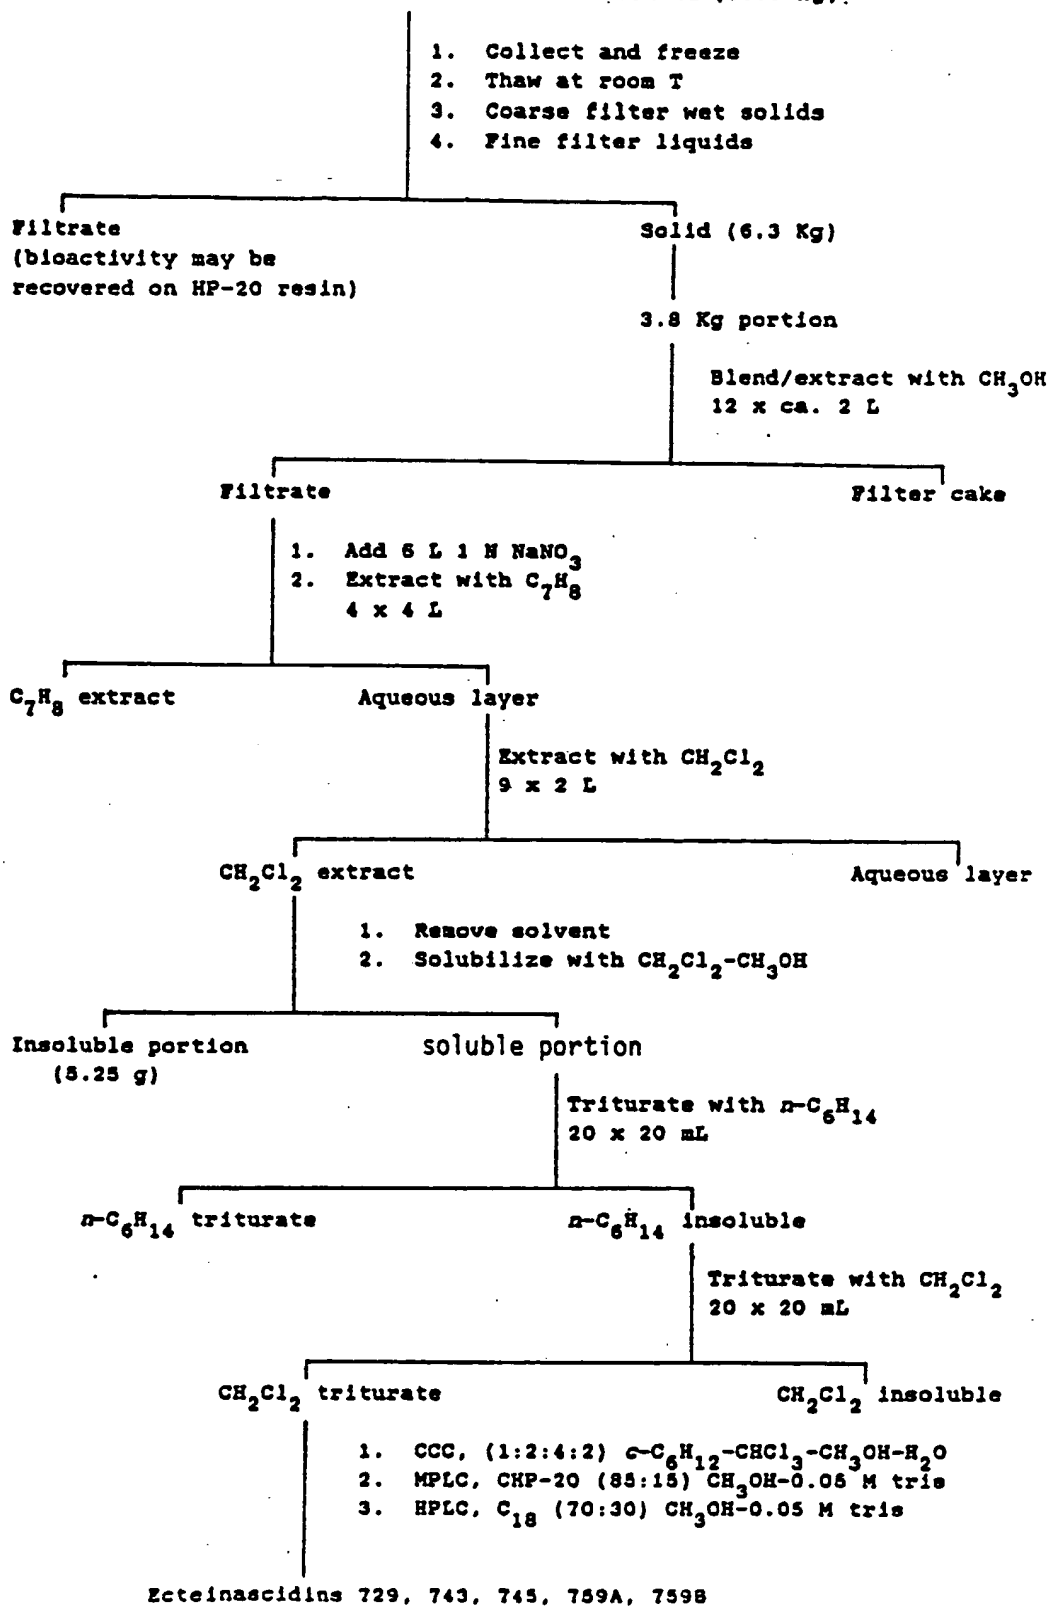 1. Collect and freeze
2. Thaw at room T
3. Coarse filter wet solids
4. Fine filter liquids
Filtrate
(bioactivity may be
recovered on HP-20 resin)
Solid (6.3 Kg)
3.8 Kg portion
Blend/extract with CH3OH
12 x ca. 2 L
Filtrate
Filter cake
1. Add 6 L 1 N NaNO3
2. Extract with C7H8
4 x 4 L
C7H8 extract
Aqueous layer
Extract with CH2Cl2
9 x 2 L
CH2Cl2 extract
Aqueous layer
1. Remove solvent
2. Solubilize with CH2Cl2-CH3OH
Insoluble portion
(5.25 g)
soluble portion
Triturate with n-C6H14
20 x 20 mL
n-C6H14 triturate
n-C6H14 insoluble
Triturate with CH2Cl2
20 x 20 mL
CH2Cl2 triturate
CH2Cl2 insoluble
1. CCC, (1:2:4:2) c-C6H12-CHCl3-CH3OH-H2O
2. MPLC, CHP-20 (85:15) CH3OH-0.05 M tris
3. HPLC, C18 (70:30) CH3OH-0.05 M tris
Ecteinascidins 729, 743, 745, 759A, 759B